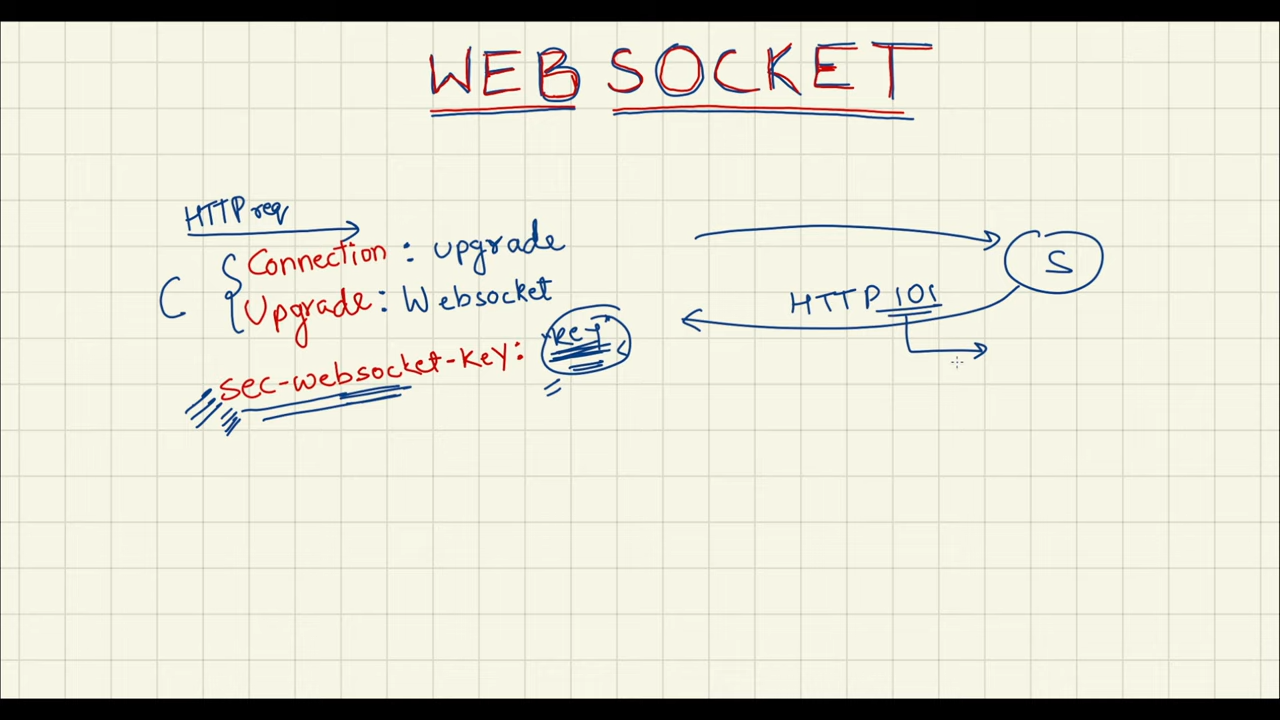 WEB SOCKET
HTTP req
C
Connection : upgrade
Upgrade : Websocket
sec-websocket-key: "key"
HTTP 101
S